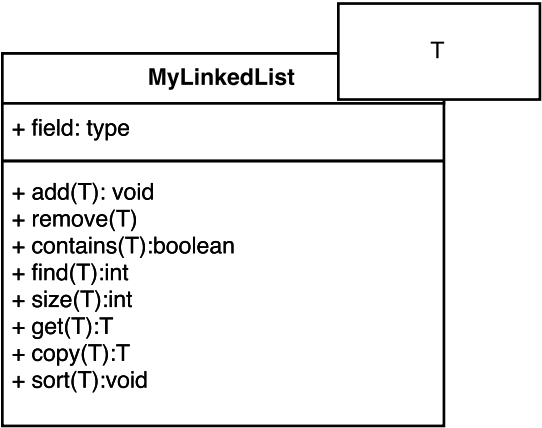 T
MyLinkedList
+ field: type
+ add(T): void
+ remove(T)
+ contains(T):boolean
+ find(T):int
+ size(T):int
+ get(T):T
+ copy(T):T
+ sort(T):void